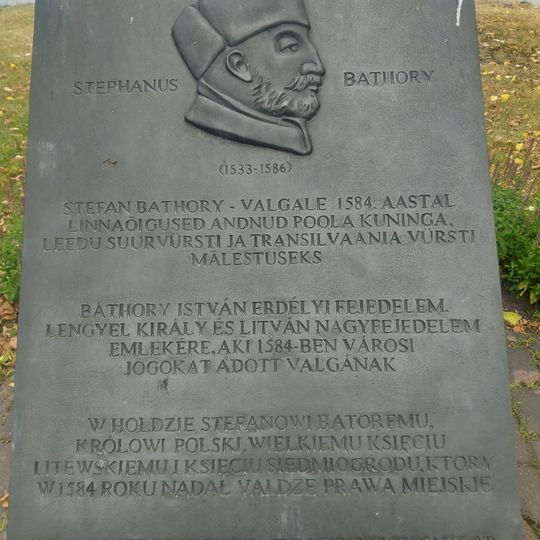 STEPHANUS BATHORY
(1533-1586)
STEFAN BATHORY - VALGALE 1584. AASTAL
LINNAÕIGUSED ANDNUD POOLA KUNINGA,
LEEDU SUURVÜRSTI JA TRANSILVAANIA VÜRSTI
MÄLESTUSEKS
BÁTHORY ISTVÁN ERDÉLYI FEJEDELEM,
LENGYEL KIRÁLY ÉS LITVÁN NAGYFEJEDELEM
EMLÉKÉRE, AKI 1584-BEN VÁROSI
JOGOKAT ADOTT VALGÁNAK
W HOŁDZIE STEFANOWI BATOREMU,
KRÓLOWI POLSKI, WIELKIEMU KSIĘCIU
LITEWSKIEMU I KSIĘCIU SIEDMIOGRODU, KTÓRY
W 1584 ROKU NADAŁ VALDZE PRAWA MIEJSKIE